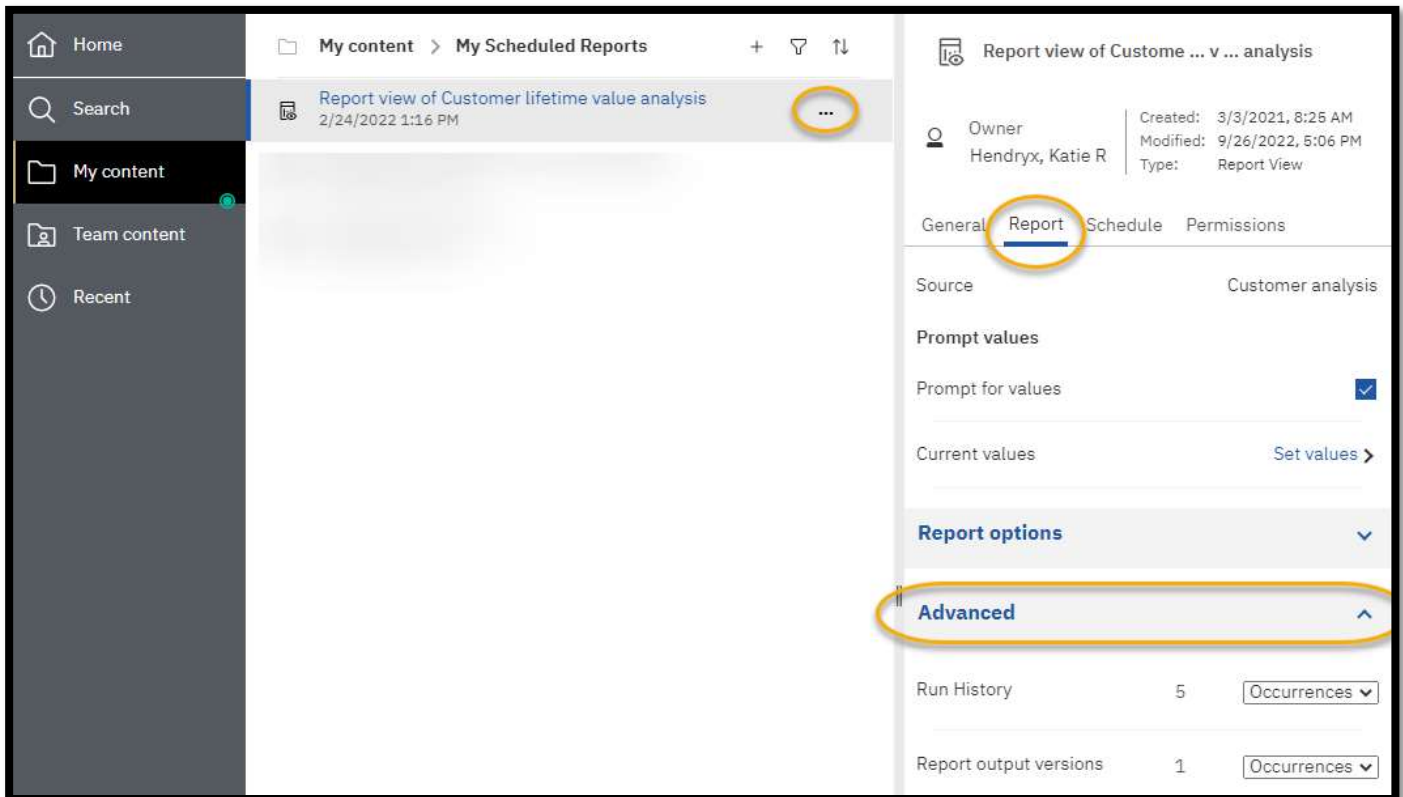 Home
Search
My content
Team content
Recent
My content > My Scheduled Reports
Report view of Customer lifetime value analysis
2/24/2022 1:16 PM
...
Report view of Custome ... v ... analysis
Owner
Hendryx, Katie R
Created: 3/3/2021, 8:25 AM
Modified: 9/26/2022, 5:06 PM
Type: Report View
General Report Schedule Permissions
Source Customer analysis
Prompt values
Prompt for values
Current values Set values >
Report options
Advanced
Run History 5 Occurrences
Report output versions 1 Occurrences